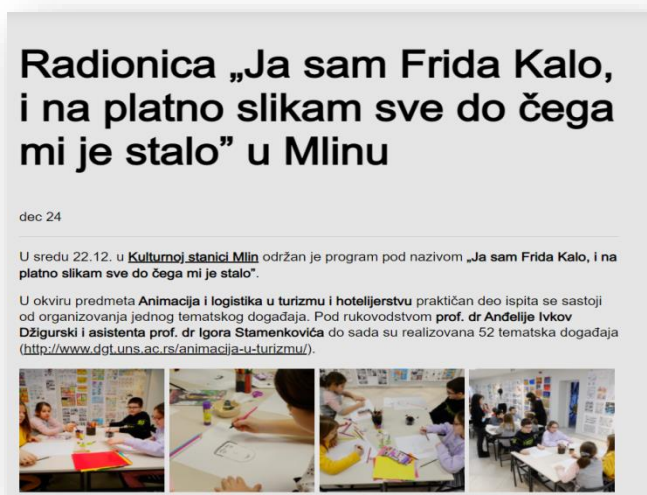 Radionica „Ja sam Frida Kalo,
i na platno slikam sve do čega
mi je stalo” u Mlinu
dec 24
U sredu 22.12. u Kulturnoj stanici Mlin održan je program pod nazivom „Ja sam Frida Kalo, i na
platno slikam sve do čega mi je stalo”.
U okviru predmeta Animacija i logistika u turizmu i hotelijerstvu praktičan deo ispita se sastoji
od organizovanja jednog tematskog događaja. Pod rukovodstvom prof. dr Anđelije Ivkov
Džigurski i asistenta prof. dr Igora Stamenkovića do sada su realizovana 52 tematska događaja
(http://www.dgt.uns.ac.rs/animacija-u-turizmu/).